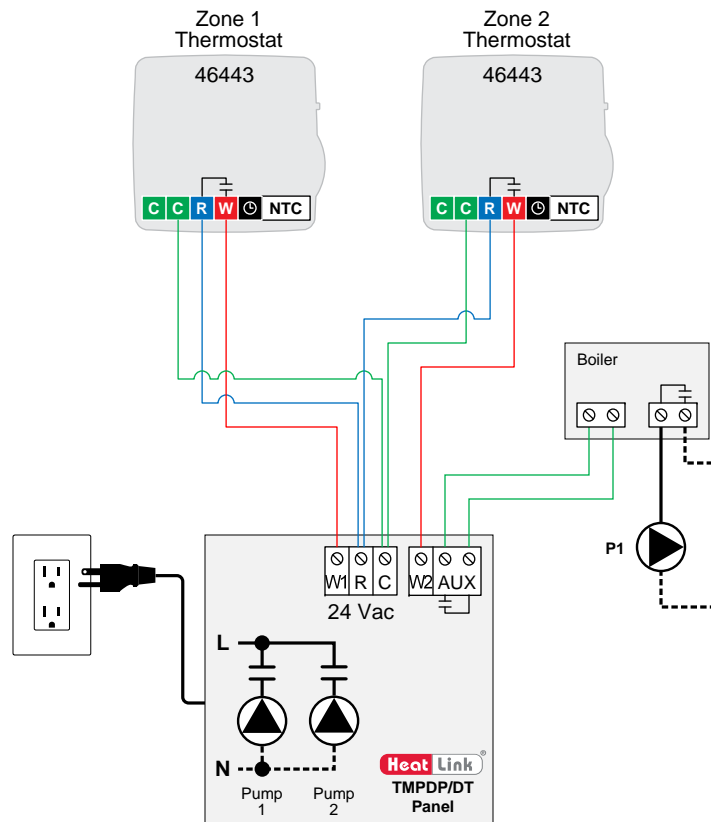 Zone 1
Thermostat
46443
C C R W NTC
Zone 2
Thermostat
46443
C C R W NTC
Boiler
P1
W1 R C
W2 AUX
24 Vac
L
N
Pump
1
Pump
2
Heat Link®
TMPDP/DT
Panel